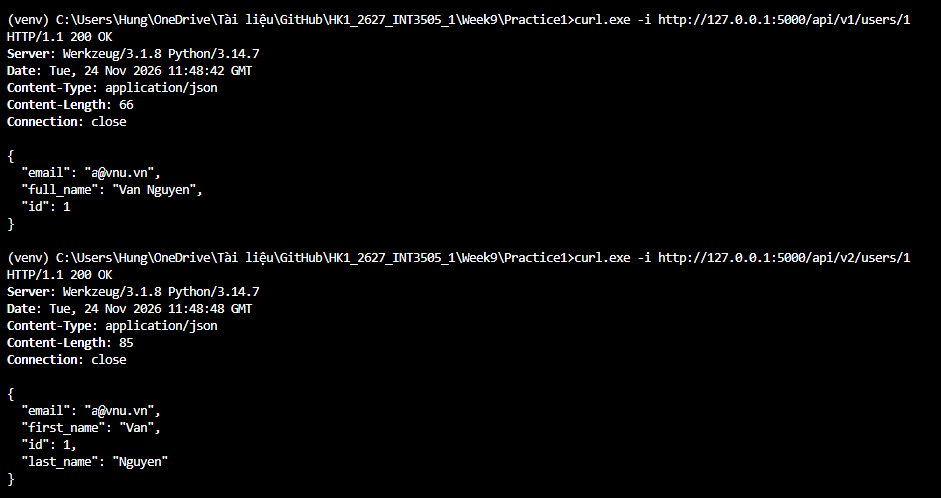 (venv) C:\Users\Hung\OneDrive\Tài liệu\GitHub\HK1_2627_INT3505_1\Week9\Practice1>curl.exe -i http://127.0.0.1:5000/api/v1/users/1
HTTP/1.1 200 OK
Server: Werkzeug/3.1.8 Python/3.14.7
Date: Tue, 24 Nov 2026 11:48:42 GMT
Content-Type: application/json
Content-Length: 66
Connection: close

{
  "email": "a@vnu.vn",
  "full_name": "Van Nguyen",
  "id": 1
}

(venv) C:\Users\Hung\OneDrive\Tài liệu\GitHub\HK1_2627_INT3505_1\Week9\Practice1>curl.exe -i http://127.0.0.1:5000/api/v2/users/1
HTTP/1.1 200 OK
Server: Werkzeug/3.1.8 Python/3.14.7
Date: Tue, 24 Nov 2026 11:48:48 GMT
Content-Type: application/json
Content-Length: 85
Connection: close

{
  "email": "a@vnu.vn",
  "first_name": "Van",
  "id": 1,
  "last_name": "Nguyen"
}